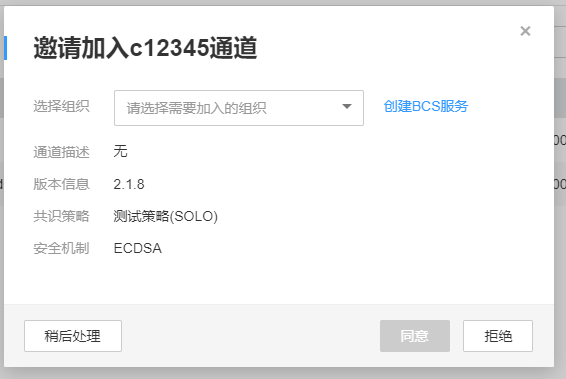 邀请加入c12345通道
×
选择组织 请选择需要加入的组织 创建BCS服务
通道描述 无
版本信息 2.1.8
共识策略 测试策略(SOLO)
安全机制 ECDSA
稍后处理 同意 拒绝